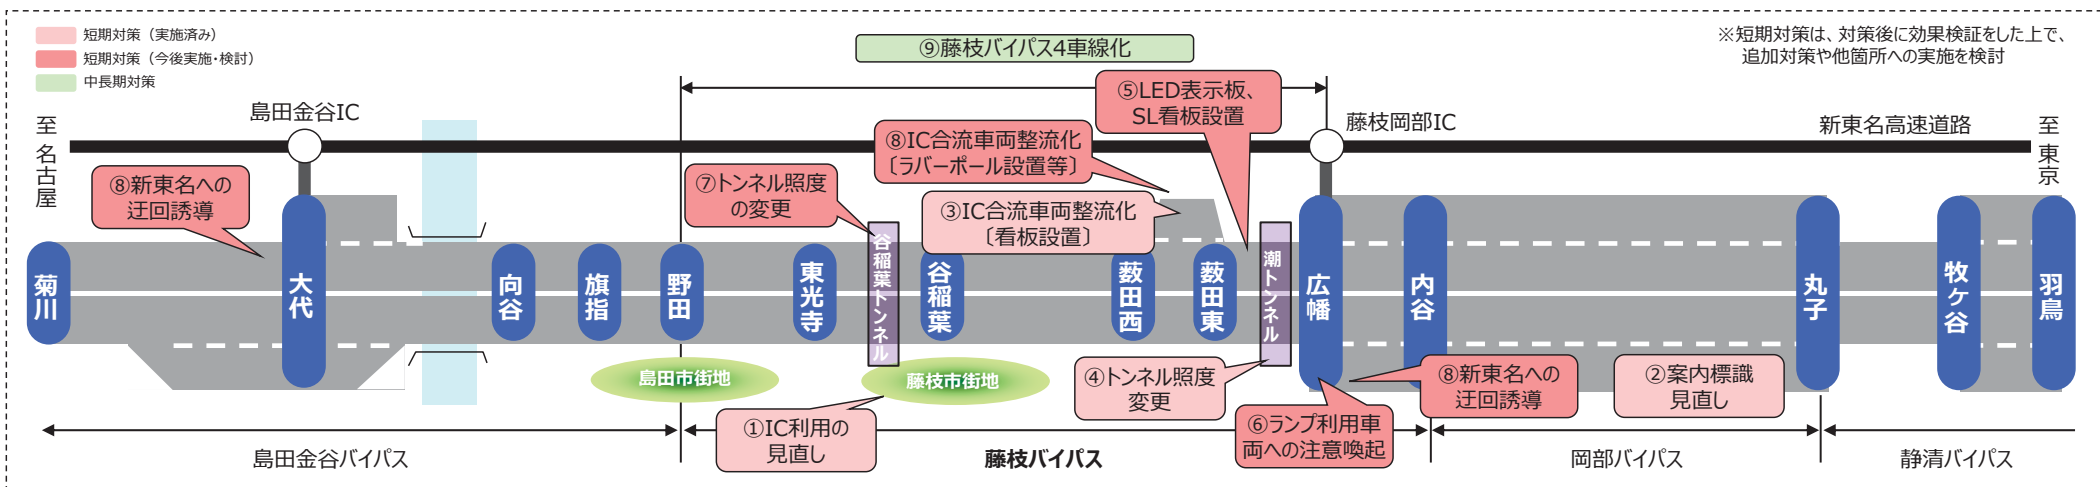 短期対策（実施済み）
短期対策（今後実施・検討）
中長期対策
⑨藤枝バイパス4車線化
※短期対策は、対策後に効果検証をした上で、
追加対策や他箇所への実施を検討
至 名古屋
島田金谷IC
藤枝岡部IC
新東名高速道路
至 東京
⑤LED表示板、
SL看板設置
⑧IC合流車両整流化
〔ラバーポール設置等〕
⑧新東名への
迂回誘導
⑦トンネル照度
の変更
③IC合流車両整流化
〔看板設置〕
菊川
大代
向谷
旗指
野田
東光寺
谷稲葉トンネル
谷稲葉
薮田西
薮田東
潮トンネル
広幡
内谷
丸子
牧ケ谷
羽鳥
島田市街地
藤枝市街地
④トンネル照度
変更
⑧新東名への
迂回誘導
②案内標識
見直し
①IC利用の
見直し
⑥ランプ利用車
両への注意喚起
島田金谷バイパス
藤枝バイパス
岡部バイパス
静清バイパス